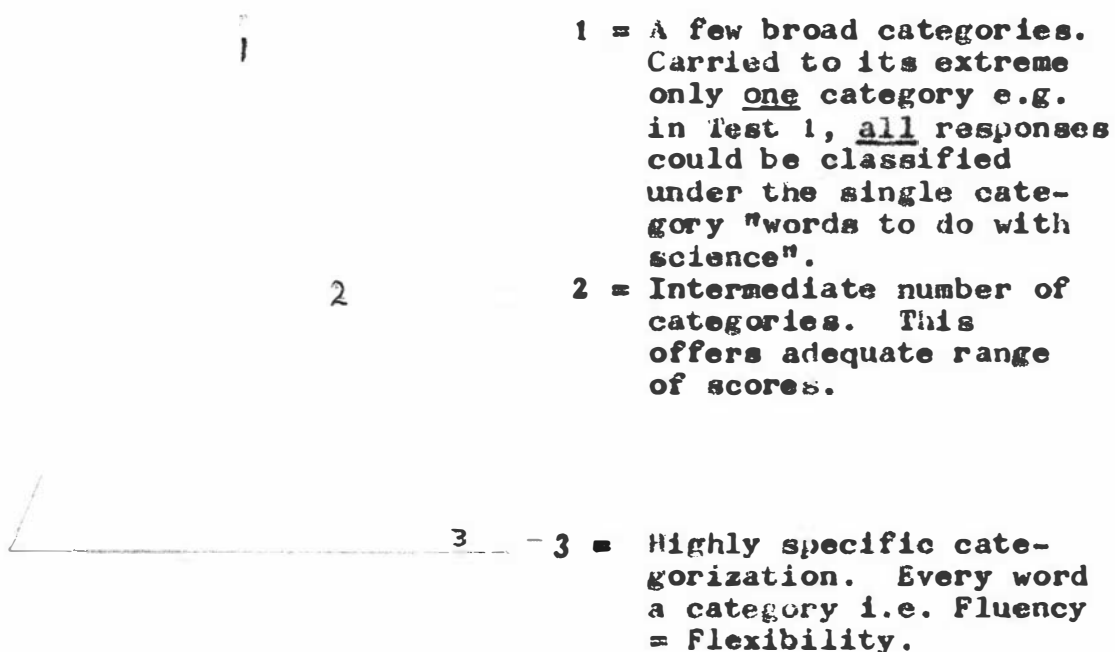 1
1 = A few broad categories.
Carried to its extreme
only one category e.g.
in Test 1, all responses
could be classified
under the single cate-
gory "words to do with
science".
2
2 = Intermediate number of
categories. This
offers adequate range
of scores.
3
3 = Highly specific cate-
gorization. Every word
a category i.e. Fluency
= Flexibility.